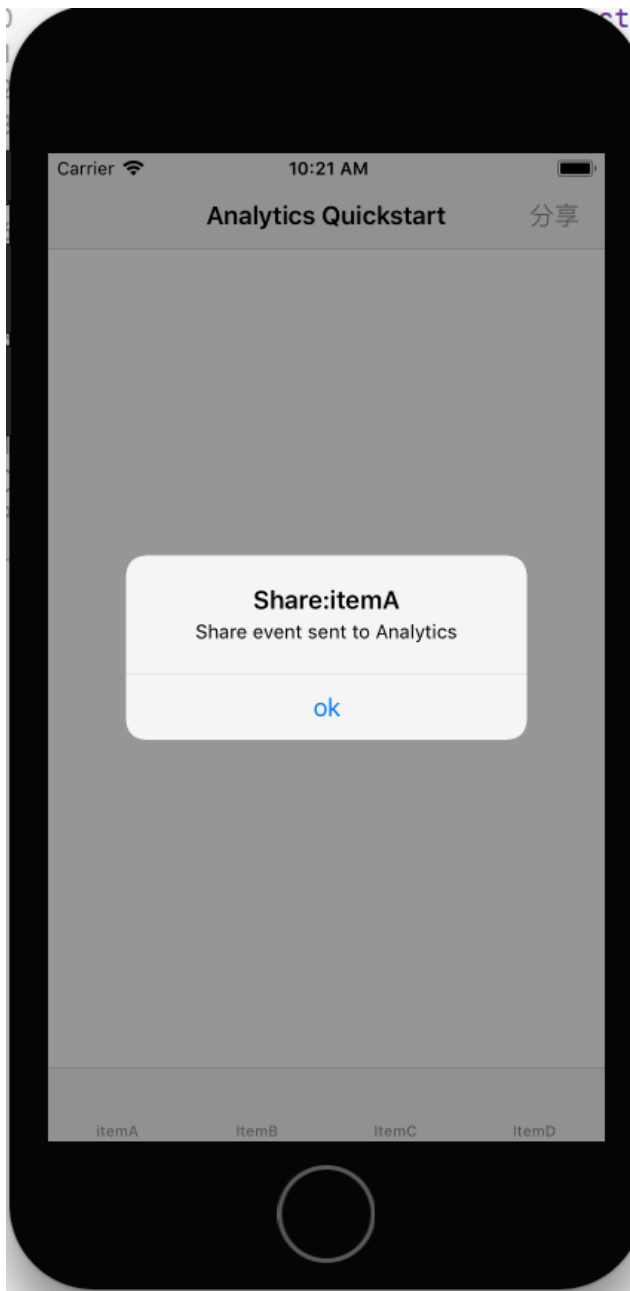 Carrier 10:21 AM
Analytics Quickstart 分享
Share:itemA
Share event sent to Analytics
ok
itemA ItemB ItemC ItemD